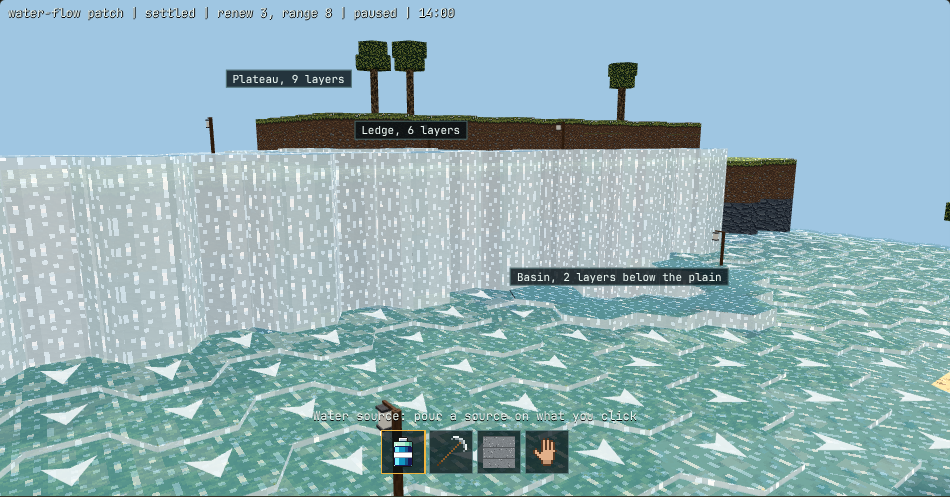 water-flow patch | settled | renew 3, range 8 | paused | 14:00
Plateau, 9 layers
Ledge, 6 layers
Basin, 2 layers below the plain
Water source: pour a source on what you click